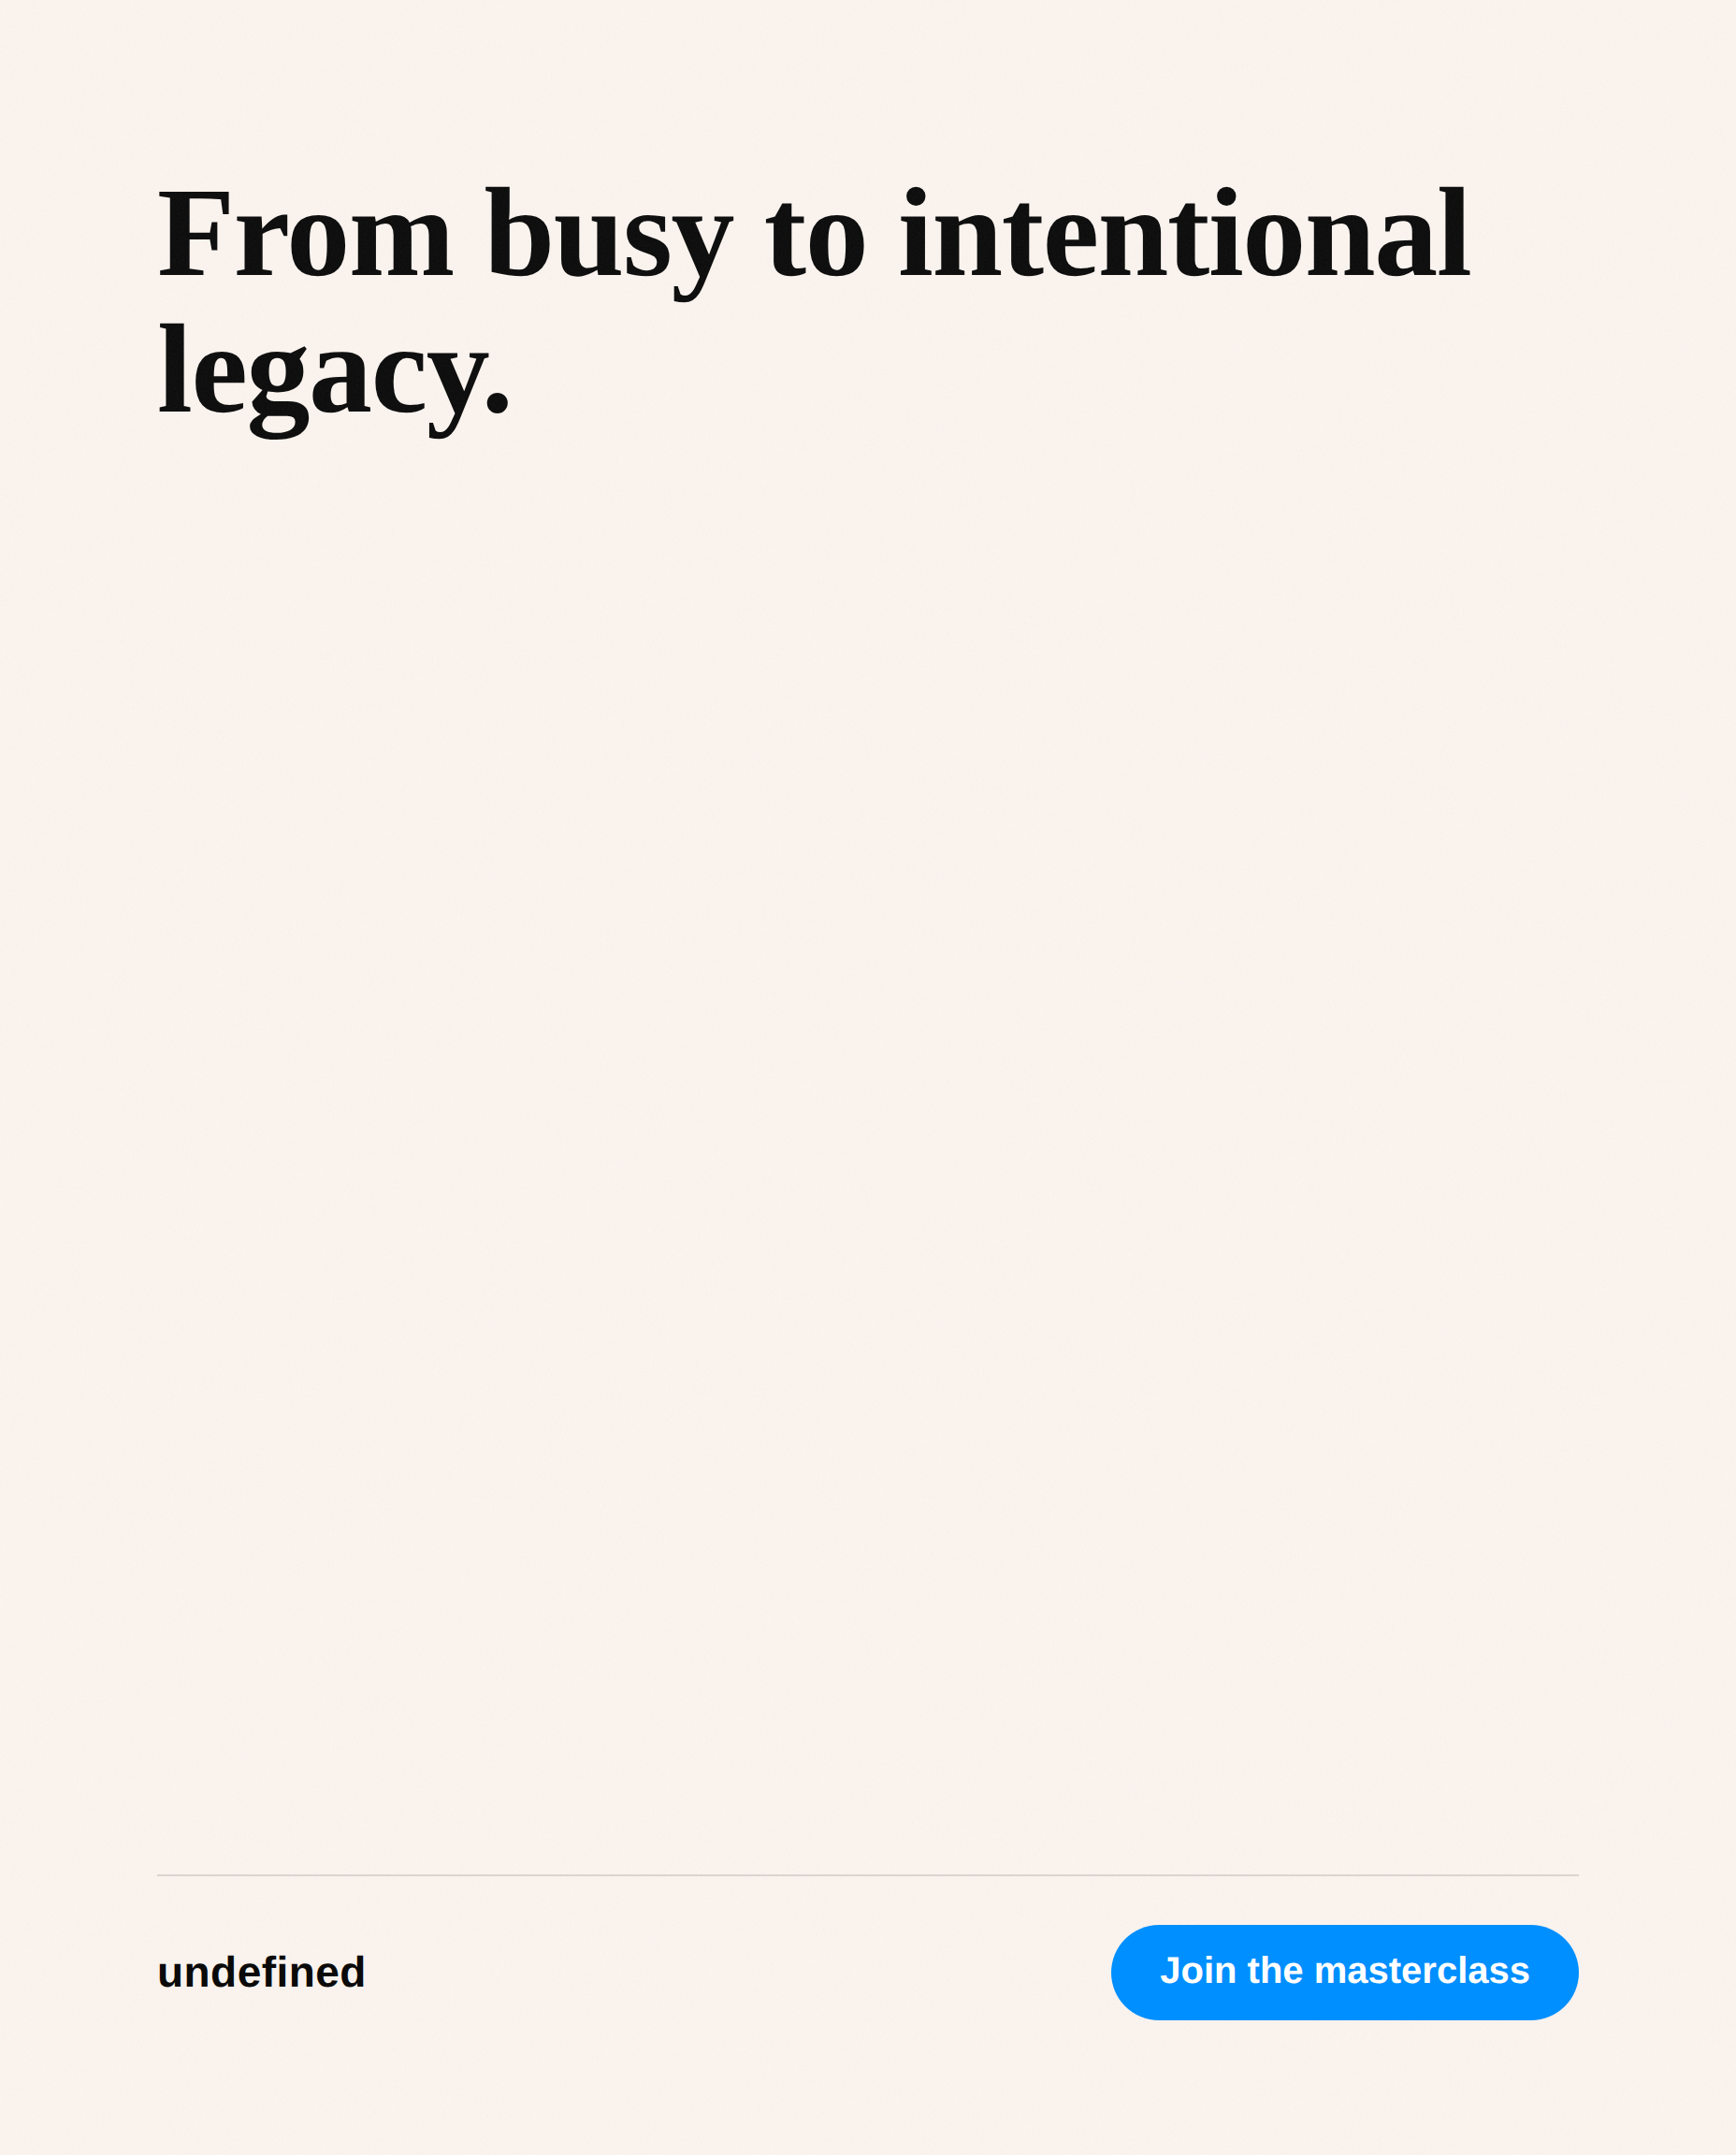 From busy to intentional
legacy.
undefined
Join the masterclass